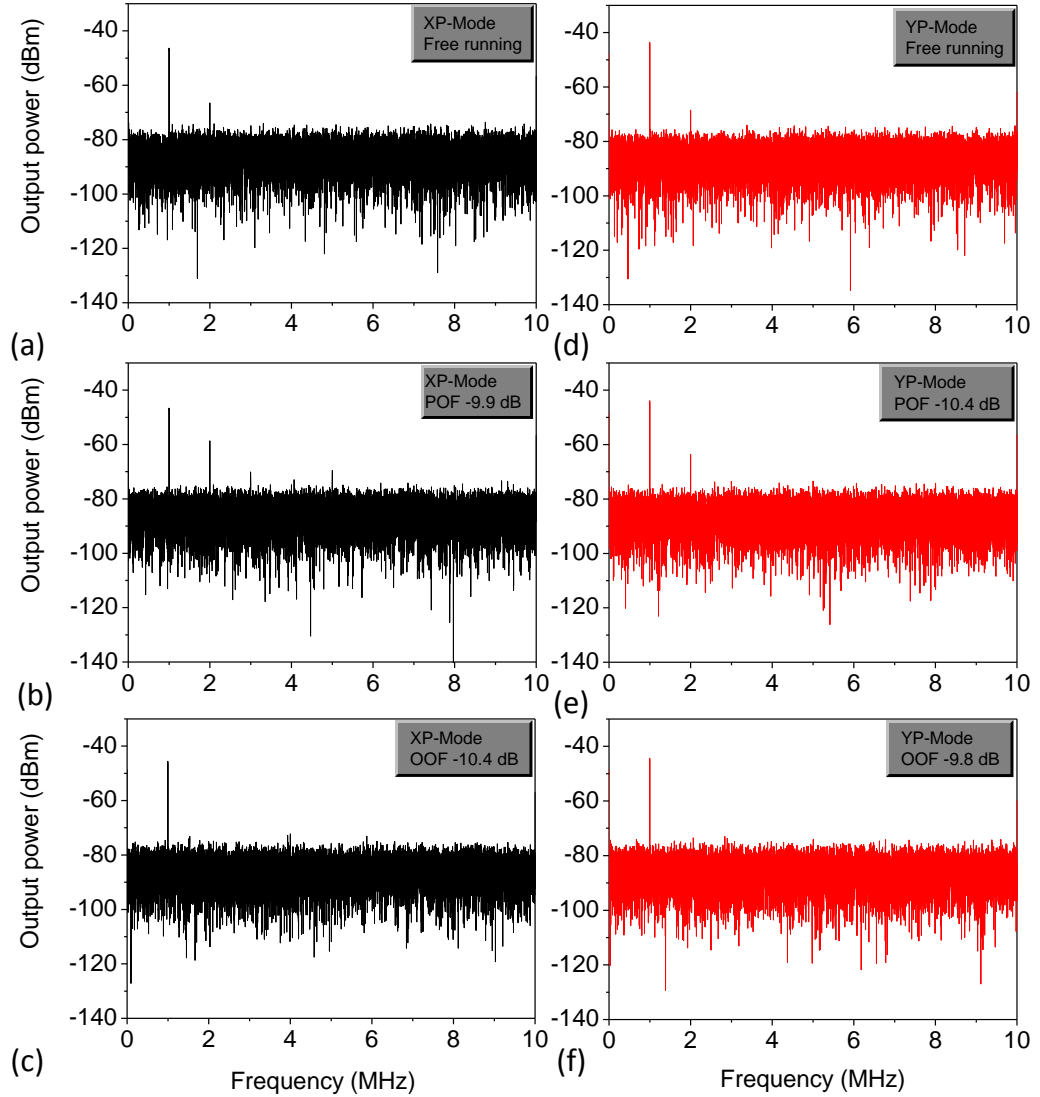 XP-Mode
Free running
-40
-60
-80
-100
-120
-140
0 2 4 6 8 10
Output power (dBm)
(a)
YP-Mode
Free running
-40
-60
-80
-100
-120
-140
0 2 4 6 8 10
(d)
XP-Mode
POF -9.9 dB
-40
-60
-80
-100
-120
-140
0 2 4 6 8 10
Output power (dBm)
(b)
YP-Mode
POF -10.4 dB
-40
-60
-80
-100
-120
-140
0 2 4 6 8 10
(e)
XP-Mode
OOF -10.4 dB
-40
-60
-80
-100
-120
-140
0 2 4 6 8 10
Output power (dBm)
(c)
Frequency (MHz)
YP-Mode
OOF -9.8 dB
-40
-60
-80
-100
-120
-140
0 2 4 6 8 10
(f)
Frequency (MHz)